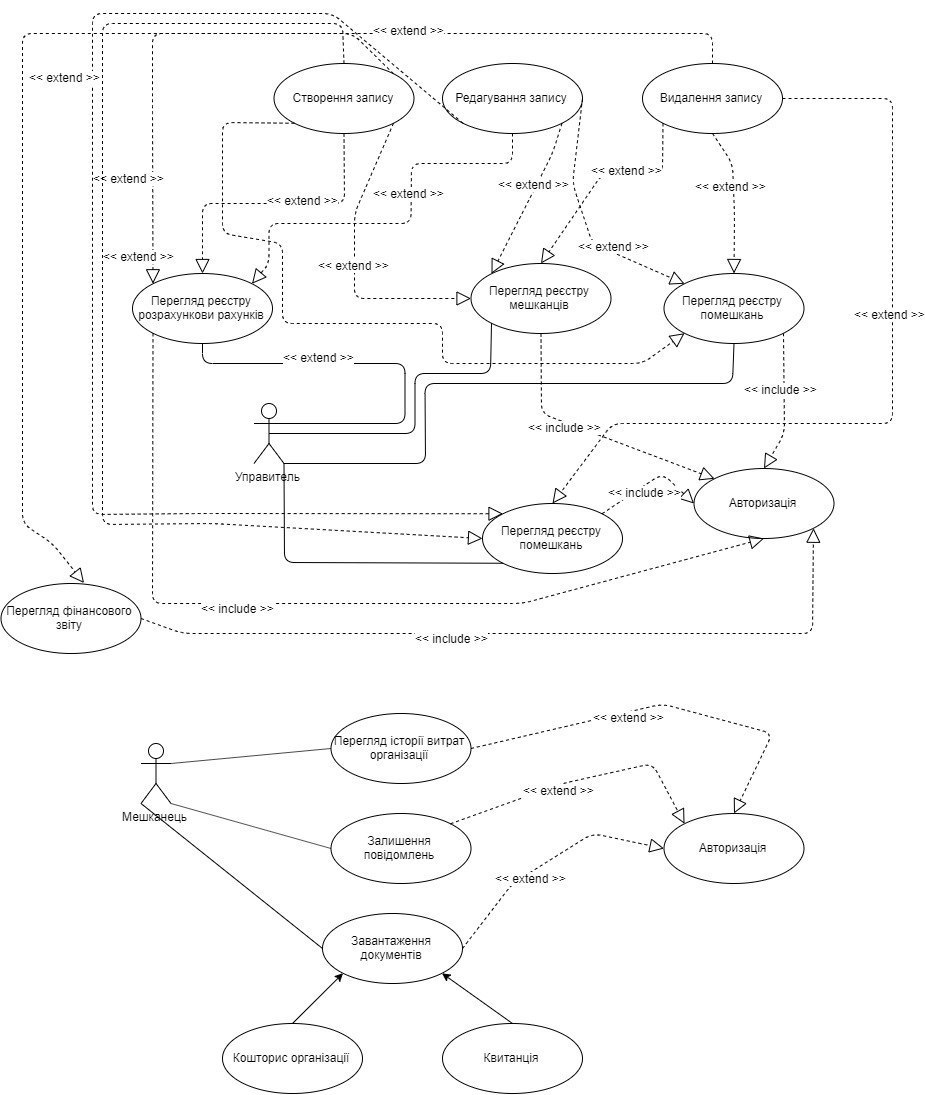 << extend >>
<< extend >>
Створення запису
Редагування запису
Видалення запису
<< extend >>
<< extend >>
<< extend >>
<< extend >>
<< extend >>
<< extend >>
<< extend >>
<< extend >>
<< extend >>
<< extend >>
Перегляд реєстру
розрахункови рахунків
Перегляд реєстру
мешканців
Перегляд реєстру
помешкань
<< extend >>
<< extend >>
<< include >>
<< include >>
Управитель
<< include >>
Авторизація
Перегляд реєстру
помешкань
<< include >>
Перегляд фінансового
звіту
<< include >>
<< extend >>
Перегляд історії витрат
організації
<< extend >>
Мешканець
Залишення
повідомлень
Авторизація
<< extend >>
Завантаження
документів
Кошторис організації
Квитанція